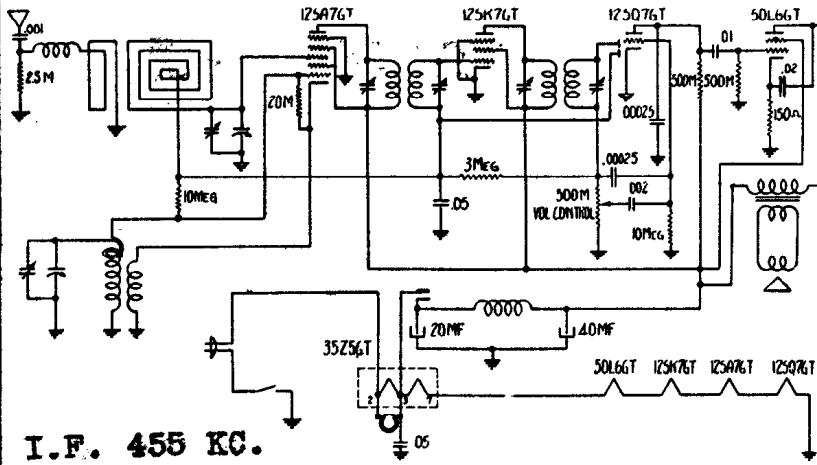 12SA7GT 12SK7GT 12SQ7GT 50L6GT
.001
.01
.02
25M
20M
500M
500M
.00025
150Ω
3MEG
.00025
10MEG
.05
500M
VOL CONTROL
.002
10MEG
20MF
40MF
35Z5GT
50L6GT 12SK7GT 12SA7GT 12SQ7GT
2 3 7
.05
I.F. 455 KC.